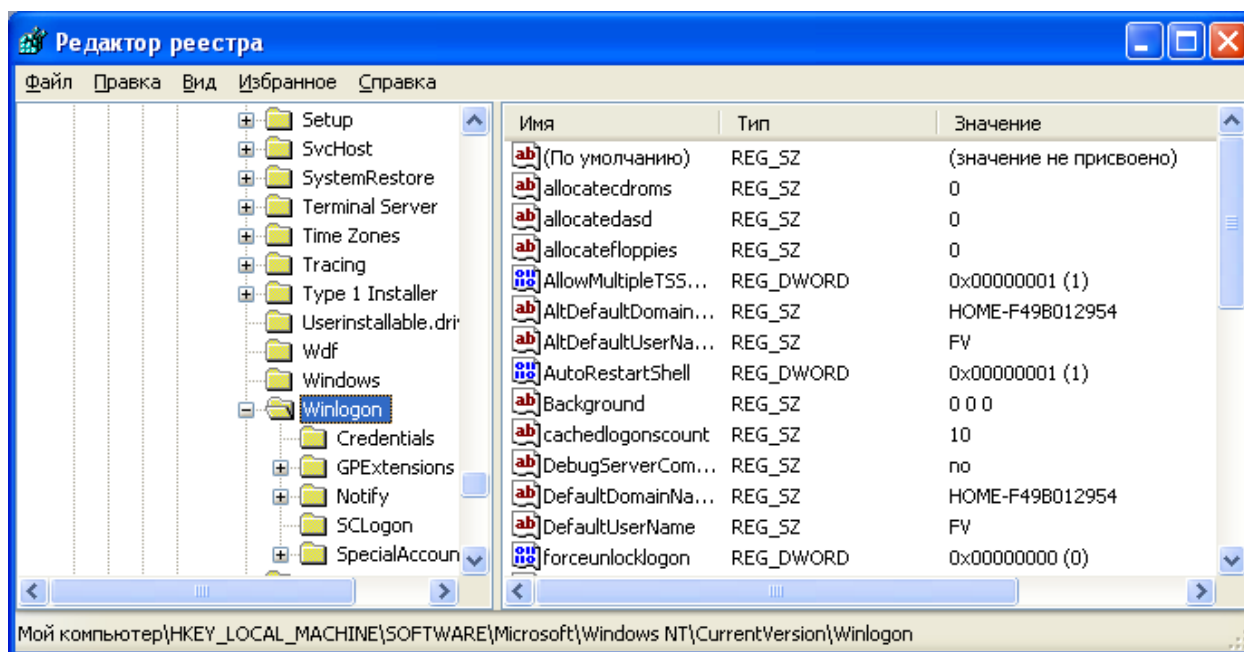 Редактор реестра
Файл Правка Вид Избранное Справка
Setup
SvcHost
SystemRestore
Terminal Server
Time Zones
Tracing
Type 1 Installer
Userinstallable.dri
Wdf
Windows
Winlogon
Credentials
GPExtensions
Notify
SCLogon
SpecialAccoun
Имя Тип Значение
(По умолчанию) REG_SZ (значение не присвоено)
allocatecdroms REG_SZ 0
allocatedasd REG_SZ 0
allocatefloppies REG_SZ 0
AllowMultipleTSS... REG_DWORD 0x00000001 (1)
AltDefaultDomain... REG_SZ HOME-F49B012954
AltDefaultUserNa... REG_SZ FV
AutoRestartShell REG_DWORD 0x00000001 (1)
Background REG_SZ 0 0 0
cachedlogonscount REG_SZ 10
DebugServerCom... REG_SZ no
DefaultDomainNa... REG_SZ HOME-F49B012954
DefaultUserName REG_SZ FV
forceunlocklogon REG_DWORD 0x00000000 (0)
Мой компьютер\HKEY_LOCAL_MACHINE\SOFTWARE\Microsoft\Windows NT\CurrentVersion\Winlogon